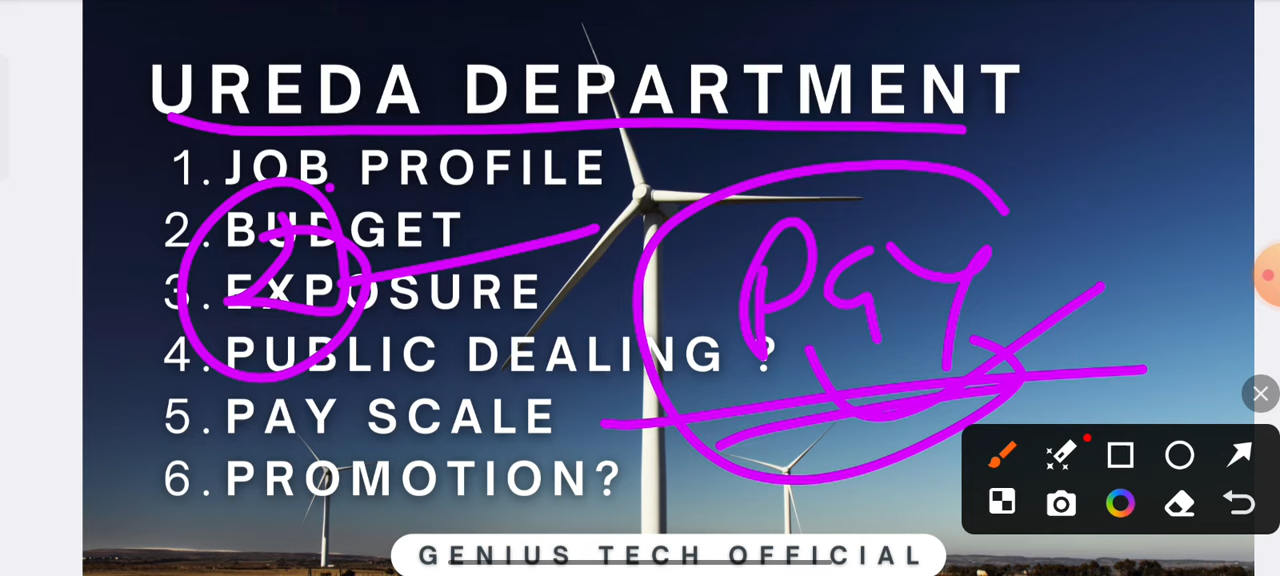 UREDA DEPARTMENT
1. JOB PROFILE
2. BUDGET
2
3. EXPOSURE
PAY
4. PUBLIC DEALING ?
5. PAY SCALE
6. PROMOTION?
GENIUS TECH OFFICIAL